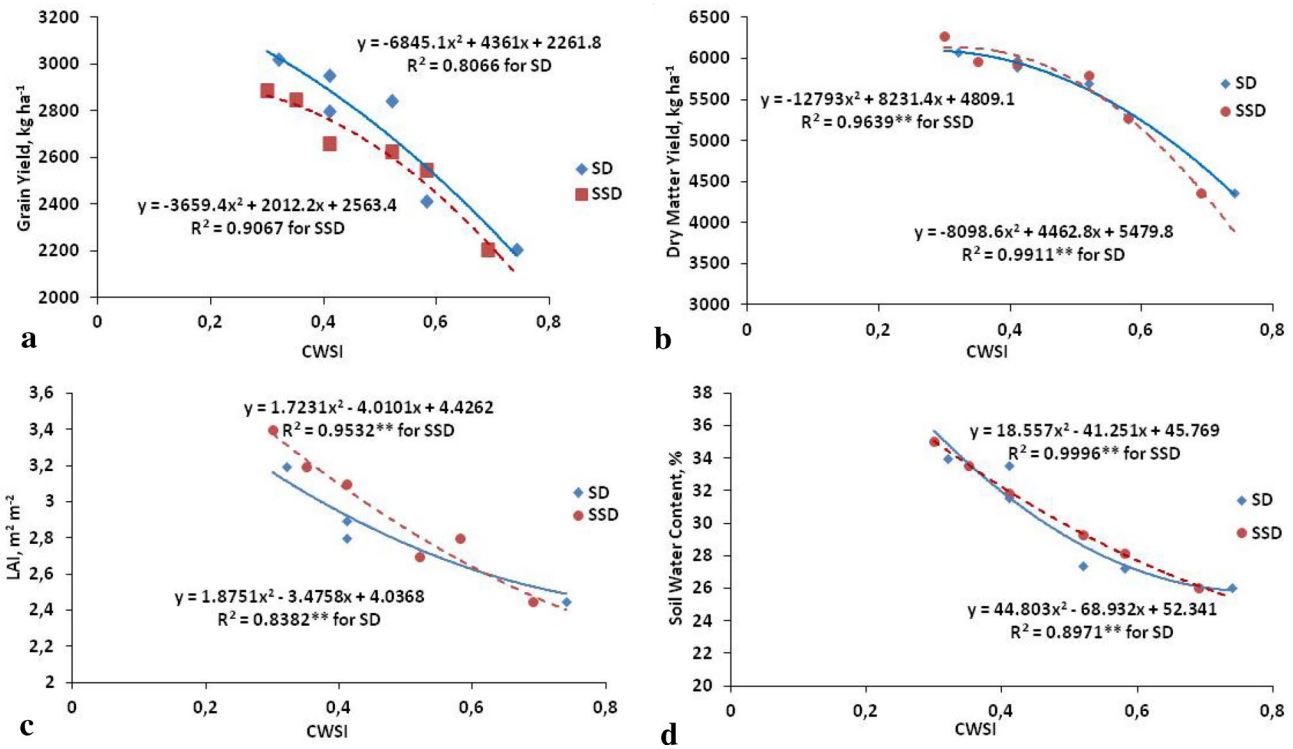 3200
3000
2800
2600
2400
2200
2000
Grain Yield, kg ha⁻¹
y = -6845.1x² + 4361x + 2261.8
R² = 0.8066 for SD
y = -3659.4x² + 2012.2x + 2563.4
R² = 0.9067 for SSD
SD
SSD
0
0,2
0,4
0,6
0,8
CWSI
a
6500
6000
5500
5000
4500
4000
3500
3000
Dry Matter Yield, kg ha⁻¹
y = -12793x² + 8231.4x + 4809.1
R² = 0.9639** for SSD
y = -8098.6x² + 4462.8x + 5479.8
R² = 0.9911** for SD
SD
SSD
0
0,2
0,4
0,6
0,8
CWSI
b
3,6
3,4
3,2
3
2,8
2,6
2,4
2,2
2
LAI, m² m⁻²
y = 1.7231x² - 4.0101x + 4.4262
R² = 0.9532** for SSD
y = 1.8751x² - 3.4758x + 4.0368
R² = 0.8382** for SD
SD
SSD
0
0,2
0,4
0,6
0,8
CWSI
c
38
36
34
32
30
28
26
24
22
20
Soil Water Content, %
y = 18.557x² - 41.251x + 45.769
R² = 0.9996** for SSD
y = 44.803x² - 68.932x + 52.341
R² = 0.8971** for SD
SD
SSD
0
0,2
0,4
0,6
0,8
CWSI
d